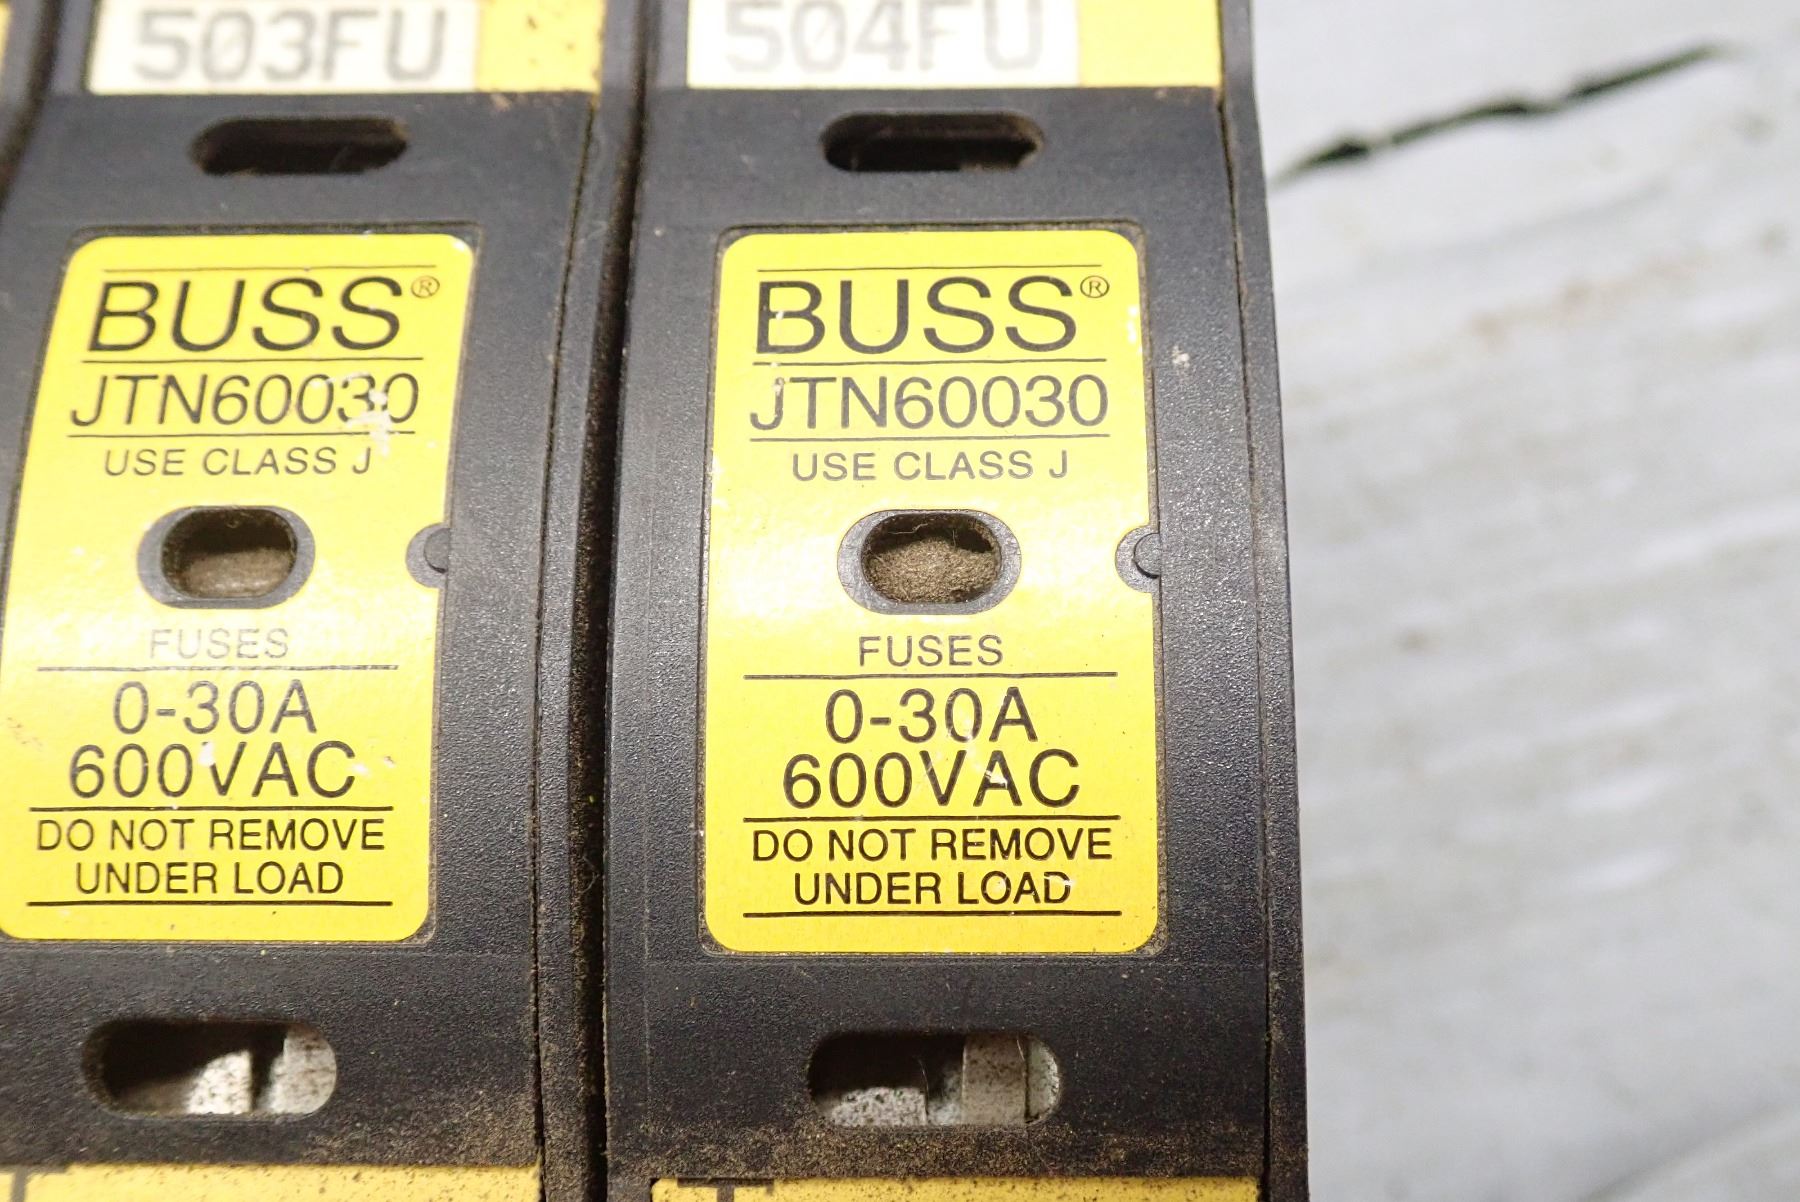 503FU
BUSS®
JTN60030
USE CLASS J
FUSES
0-30A
600VAC
DO NOT REMOVE
UNDER LOAD
504FU
BUSS®
JTN60030
USE CLASS J
FUSES
0-30A
600VAC
DO NOT REMOVE
UNDER LOAD